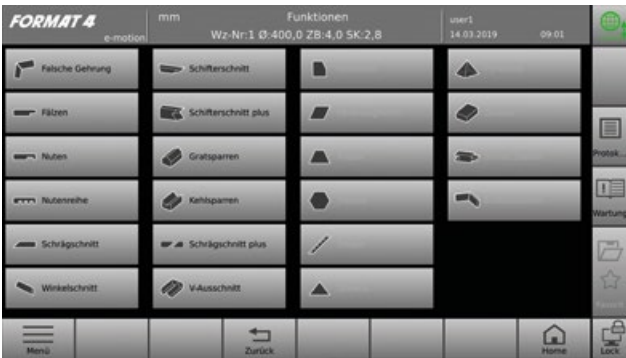 FORMAT 4
e-motion
mm
Funktionen
Wz-Nr:1 Ø:400,0 ZB:4,0 SK:2,8
user1
14.03.2019 09:01
Falsche Gehrung
Schifterschnitt
Fälzen
Schifterschnitt plus
Nuten
Gratsparren
Nutenreihe
Kehlsparren
Schrägschnitt
Schrägschnitt plus
Winkelschnitt
V-Ausschnitt
Protok...
Wartung
Menü
Zurück
Home
Lock